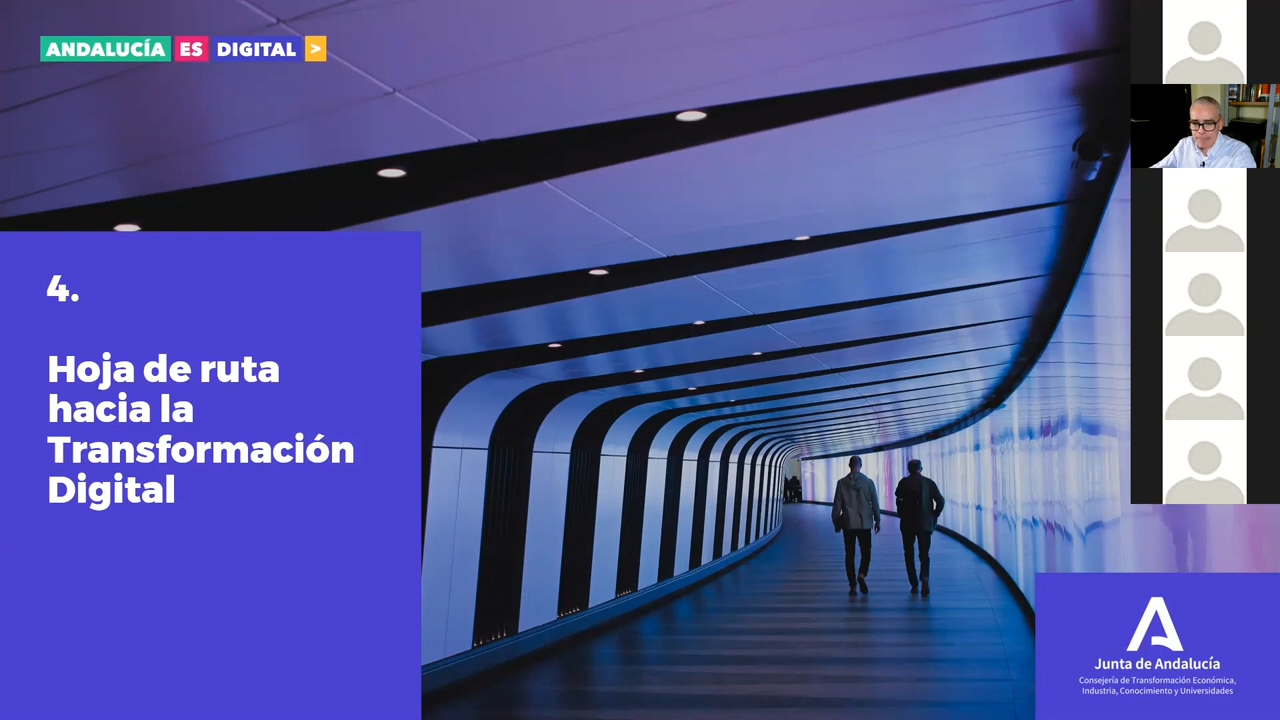 ANDALUCÍA ES DIGITAL >
4.
Hoja de ruta
hacia la
Transformación
Digital
Junta de Andalucía
Consejería de Transformación Económica,
Industria, Conocimiento y Universidades